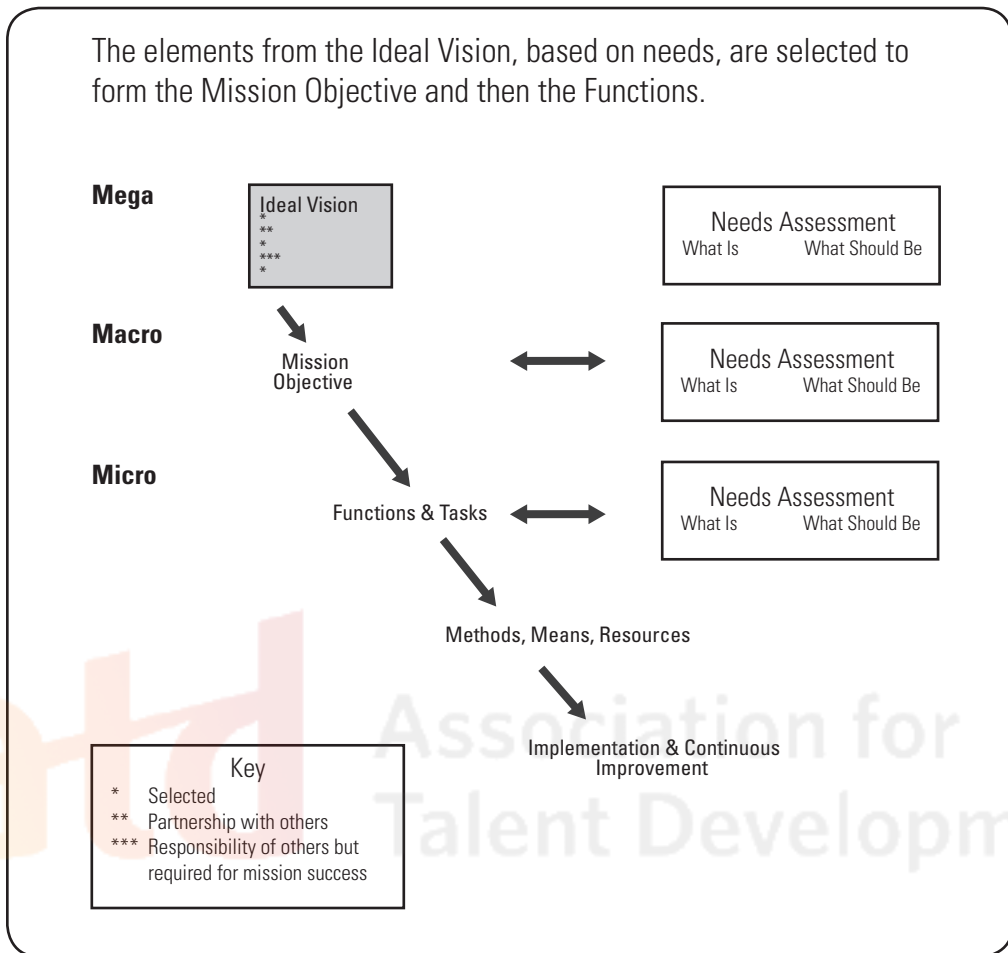 The elements from the Ideal Vision, based on needs, are selected to
form the Mission Objective and then the Functions.
Mega
Ideal Vision
*
**
*
***
*
Needs Assessment
What Is What Should Be
Macro
Mission
Objective
Needs Assessment
What Is What Should Be
Micro
Functions & Tasks
Needs Assessment
What Is What Should Be
Methods, Means, Resources
Implementation & Continuous
Improvement
Key
* Selected
** Partnership with others
*** Responsibility of others but
required for mission success
atd
Association for
Talent Developm